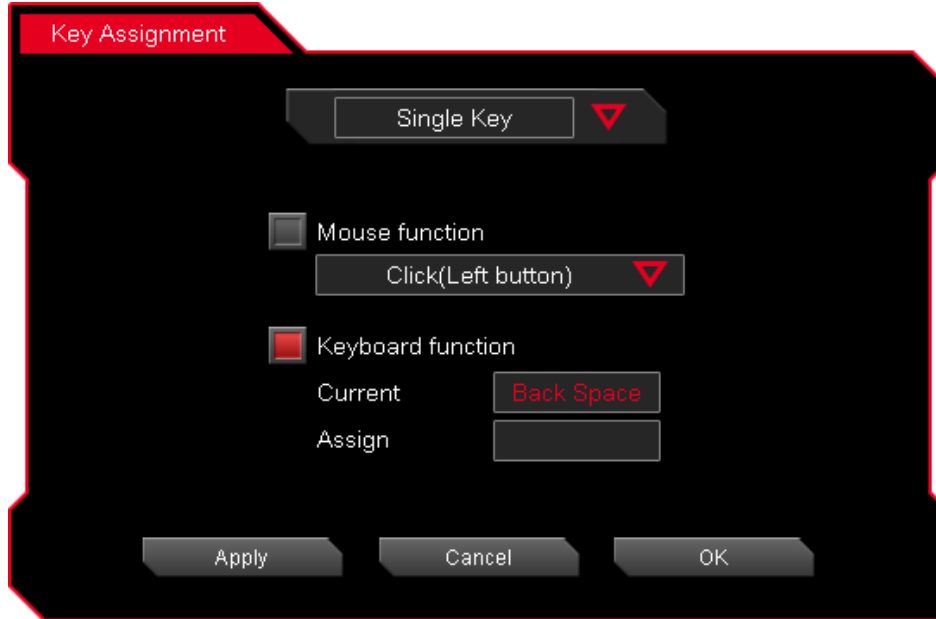 Key Assignment
Single Key
Mouse function
Click(Left button)
Keyboard function
Current Back Space
Assign
Apply Cancel OK